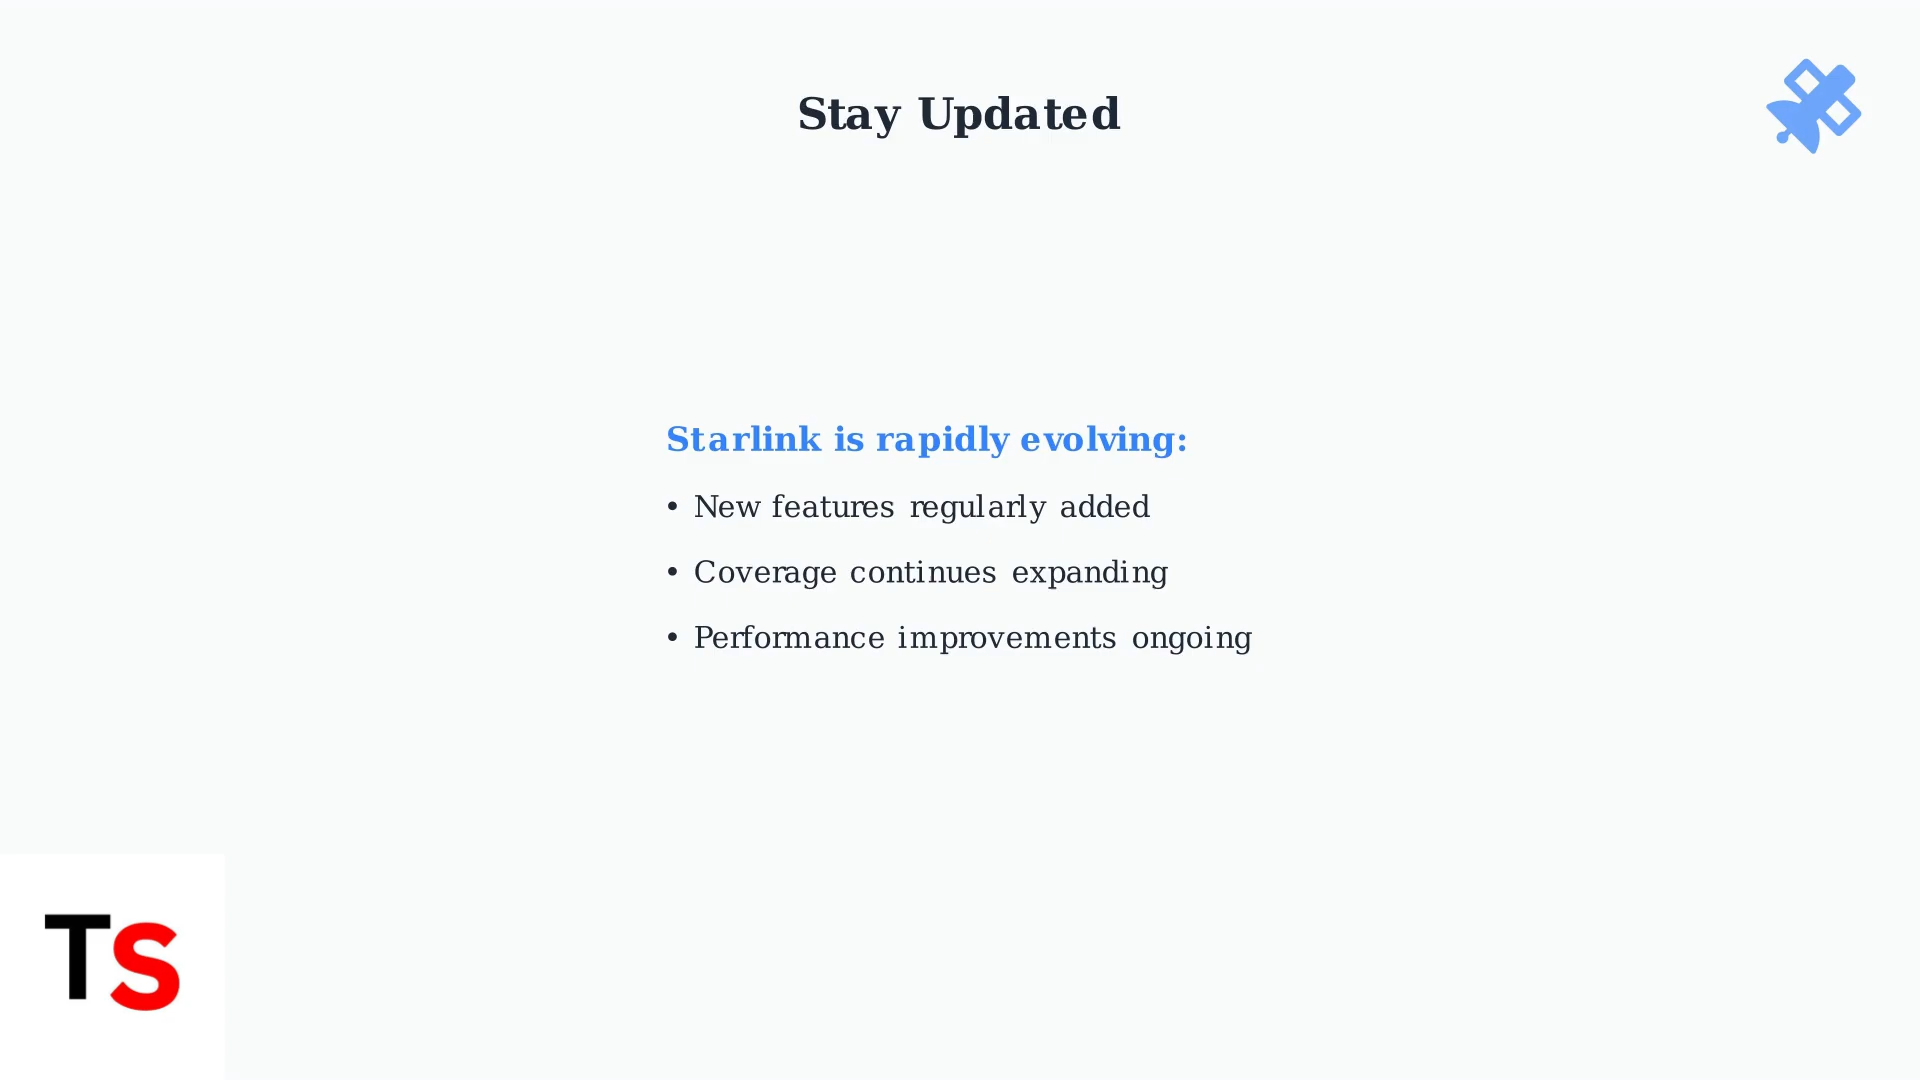 Stay Updated
Starlink is rapidly evolving:
• New features regularly added
• Coverage continues expanding
• Performance improvements ongoing
TS